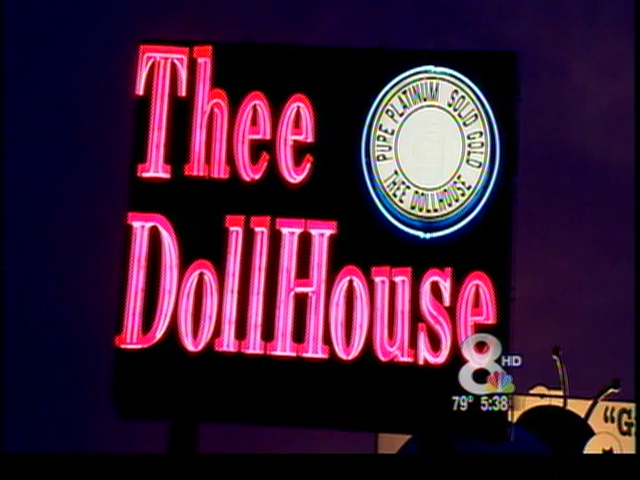 Thee
DollHouse
PURE PLATINUM SOLID GOLD
THEE DOLLHOUSE
8 HD
79° 5:38
"G